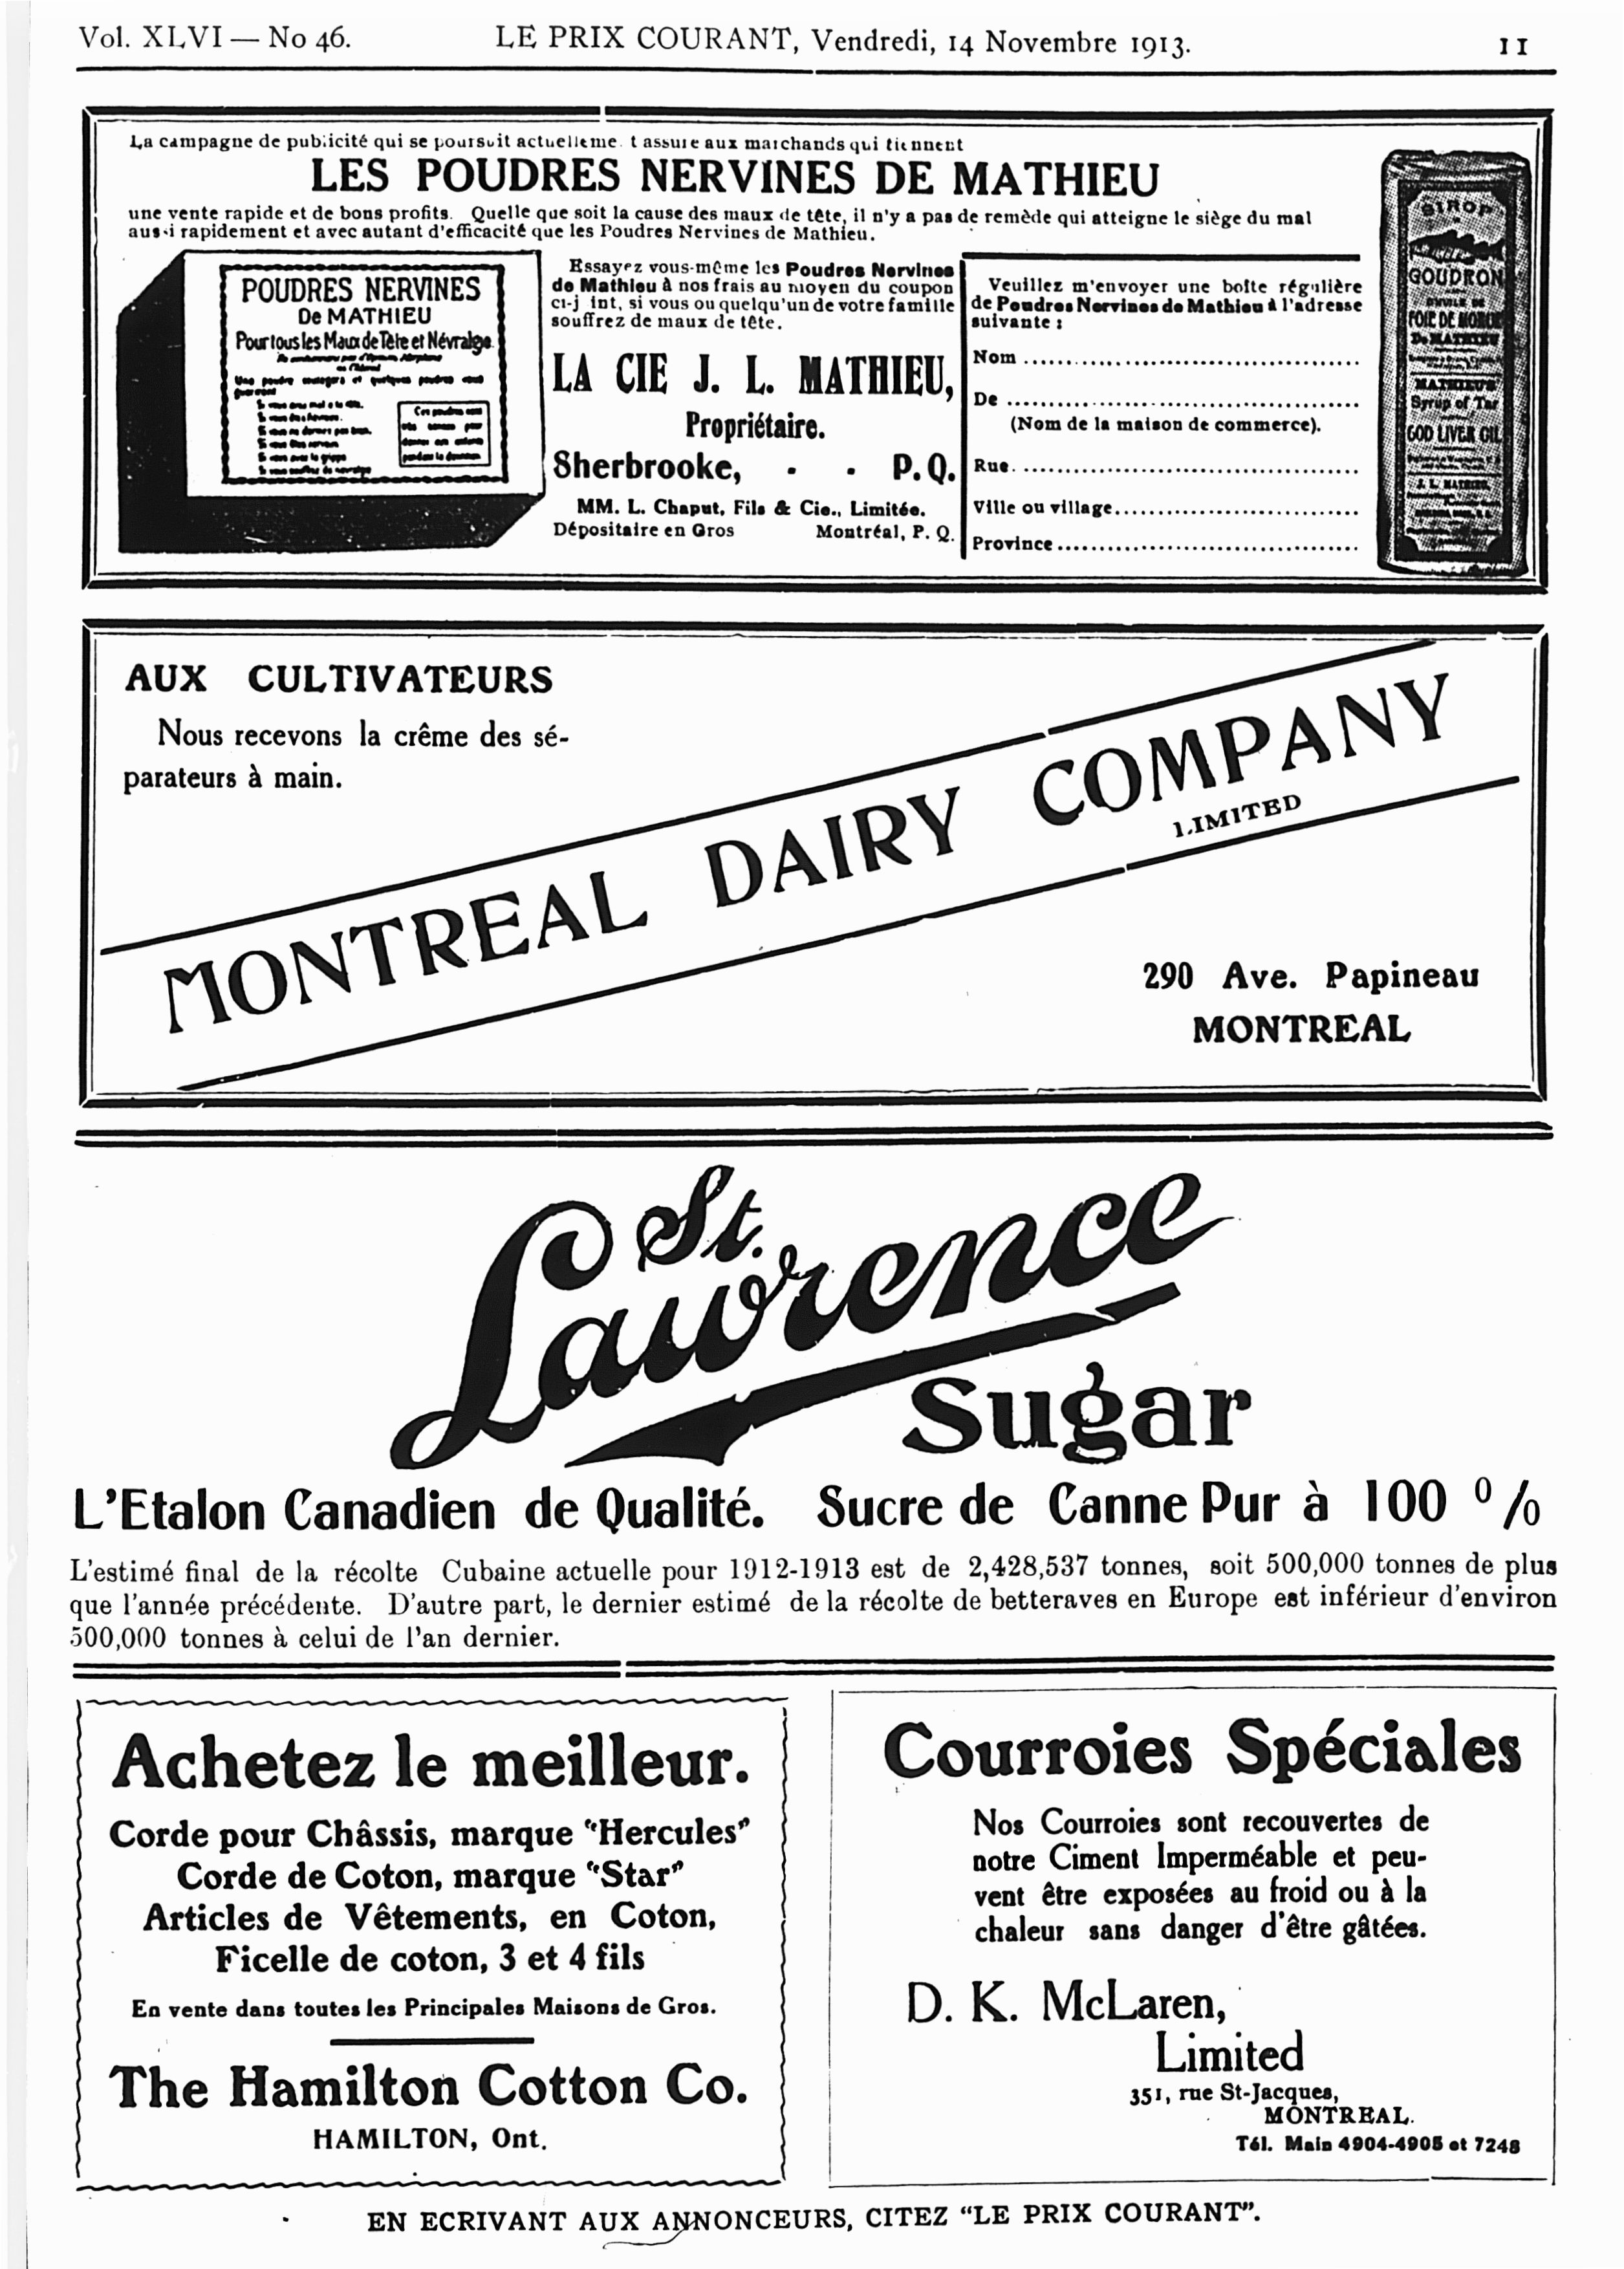 Vol. XLVI — No 46.
LE PRIX COURANT, Vendredi, 14 Novembre 1913.
11
La campagne de publicité qui se poursuit actuelleme t assure aux marchands qui tiennent
LES POUDRES NERVINES DE MATHIEU
une vente rapide et de bons profits. Quelle que soit la cause des maux de tête, il n'y a pas de remède qui atteigne le siège du mal
aussi rapidement et avec autant d'efficacité que les Poudres Nervines de Mathieu.
POUDRES NERVINES
De MATHIEU
Pour tous les Maux de Tête et Névralgie
Une poudre soulagera et quelques poudres vous
guériront
Essayez vous-même les Poudres Nervines
de Mathieu à nos frais au moyen du coupon
ci-j int, si vous ou quelqu'un de votre famille
souffrez de maux de tête.
LA CIE J. L. MATHIEU,
Propriétaire.
Sherbrooke, - - P.Q.
MM. L. Chaput, Fils & Cie., Limitée.
Dépositaire en Gros Montréal, P. Q.
Veuillez m'envoyer une boîte régulière
de Poudres Nervines de Mathieu à l'adresse
suivante :
Nom
De
(Nom de la maison de commerce).
Rue
Ville ou village
Province
SIROP
GOUDRON
FOIE DE MORUE
De MATHIEU
MATHIEU'S
Syrup of Tar
COD LIVER OIL
J. L. MATHIEU,
AUX CULTIVATEURS
Nous recevons la crême des sé-
parateurs à main.
MONTREAL DAIRY COMPANY
LIMITED
290 Ave. Papineau
MONTREAL
St.
Lawrence
Sugar
L'Etalon Canadien de Qualité. Sucre de Canne Pur à 100 %
L'estimé final de la récolte Cubaine actuelle pour 1912-1913 est de 2,428,537 tonnes, soit 500,000 tonnes de plus
que l'année précédente. D'autre part, le dernier estimé de la récolte de betteraves en Europe est inférieur d'environ
500,000 tonnes à celui de l'an dernier.
Achetez le meilleur.
Corde pour Châssis, marque "Hercules"
Corde de Coton, marque "Star"
Articles de Vêtements, en Coton,
Ficelle de coton, 3 et 4 fils
En vente dans toutes les Principales Maisons de Gros.
The Hamilton Cotton Co.
HAMILTON, Ont.
Courroies Spéciales
Nos Courroies sont recouvertes de
notre Ciment Imperméable et peu-
vent être exposées au froid ou à la
chaleur sans danger d'être gâtées.
D. K. McLaren,
Limited
351, rue St-Jacques,
MONTREAL.
Tél. Main 4904-4905 et 7248
EN ECRIVANT AUX ANNONCEURS, CITEZ "LE PRIX COURANT".